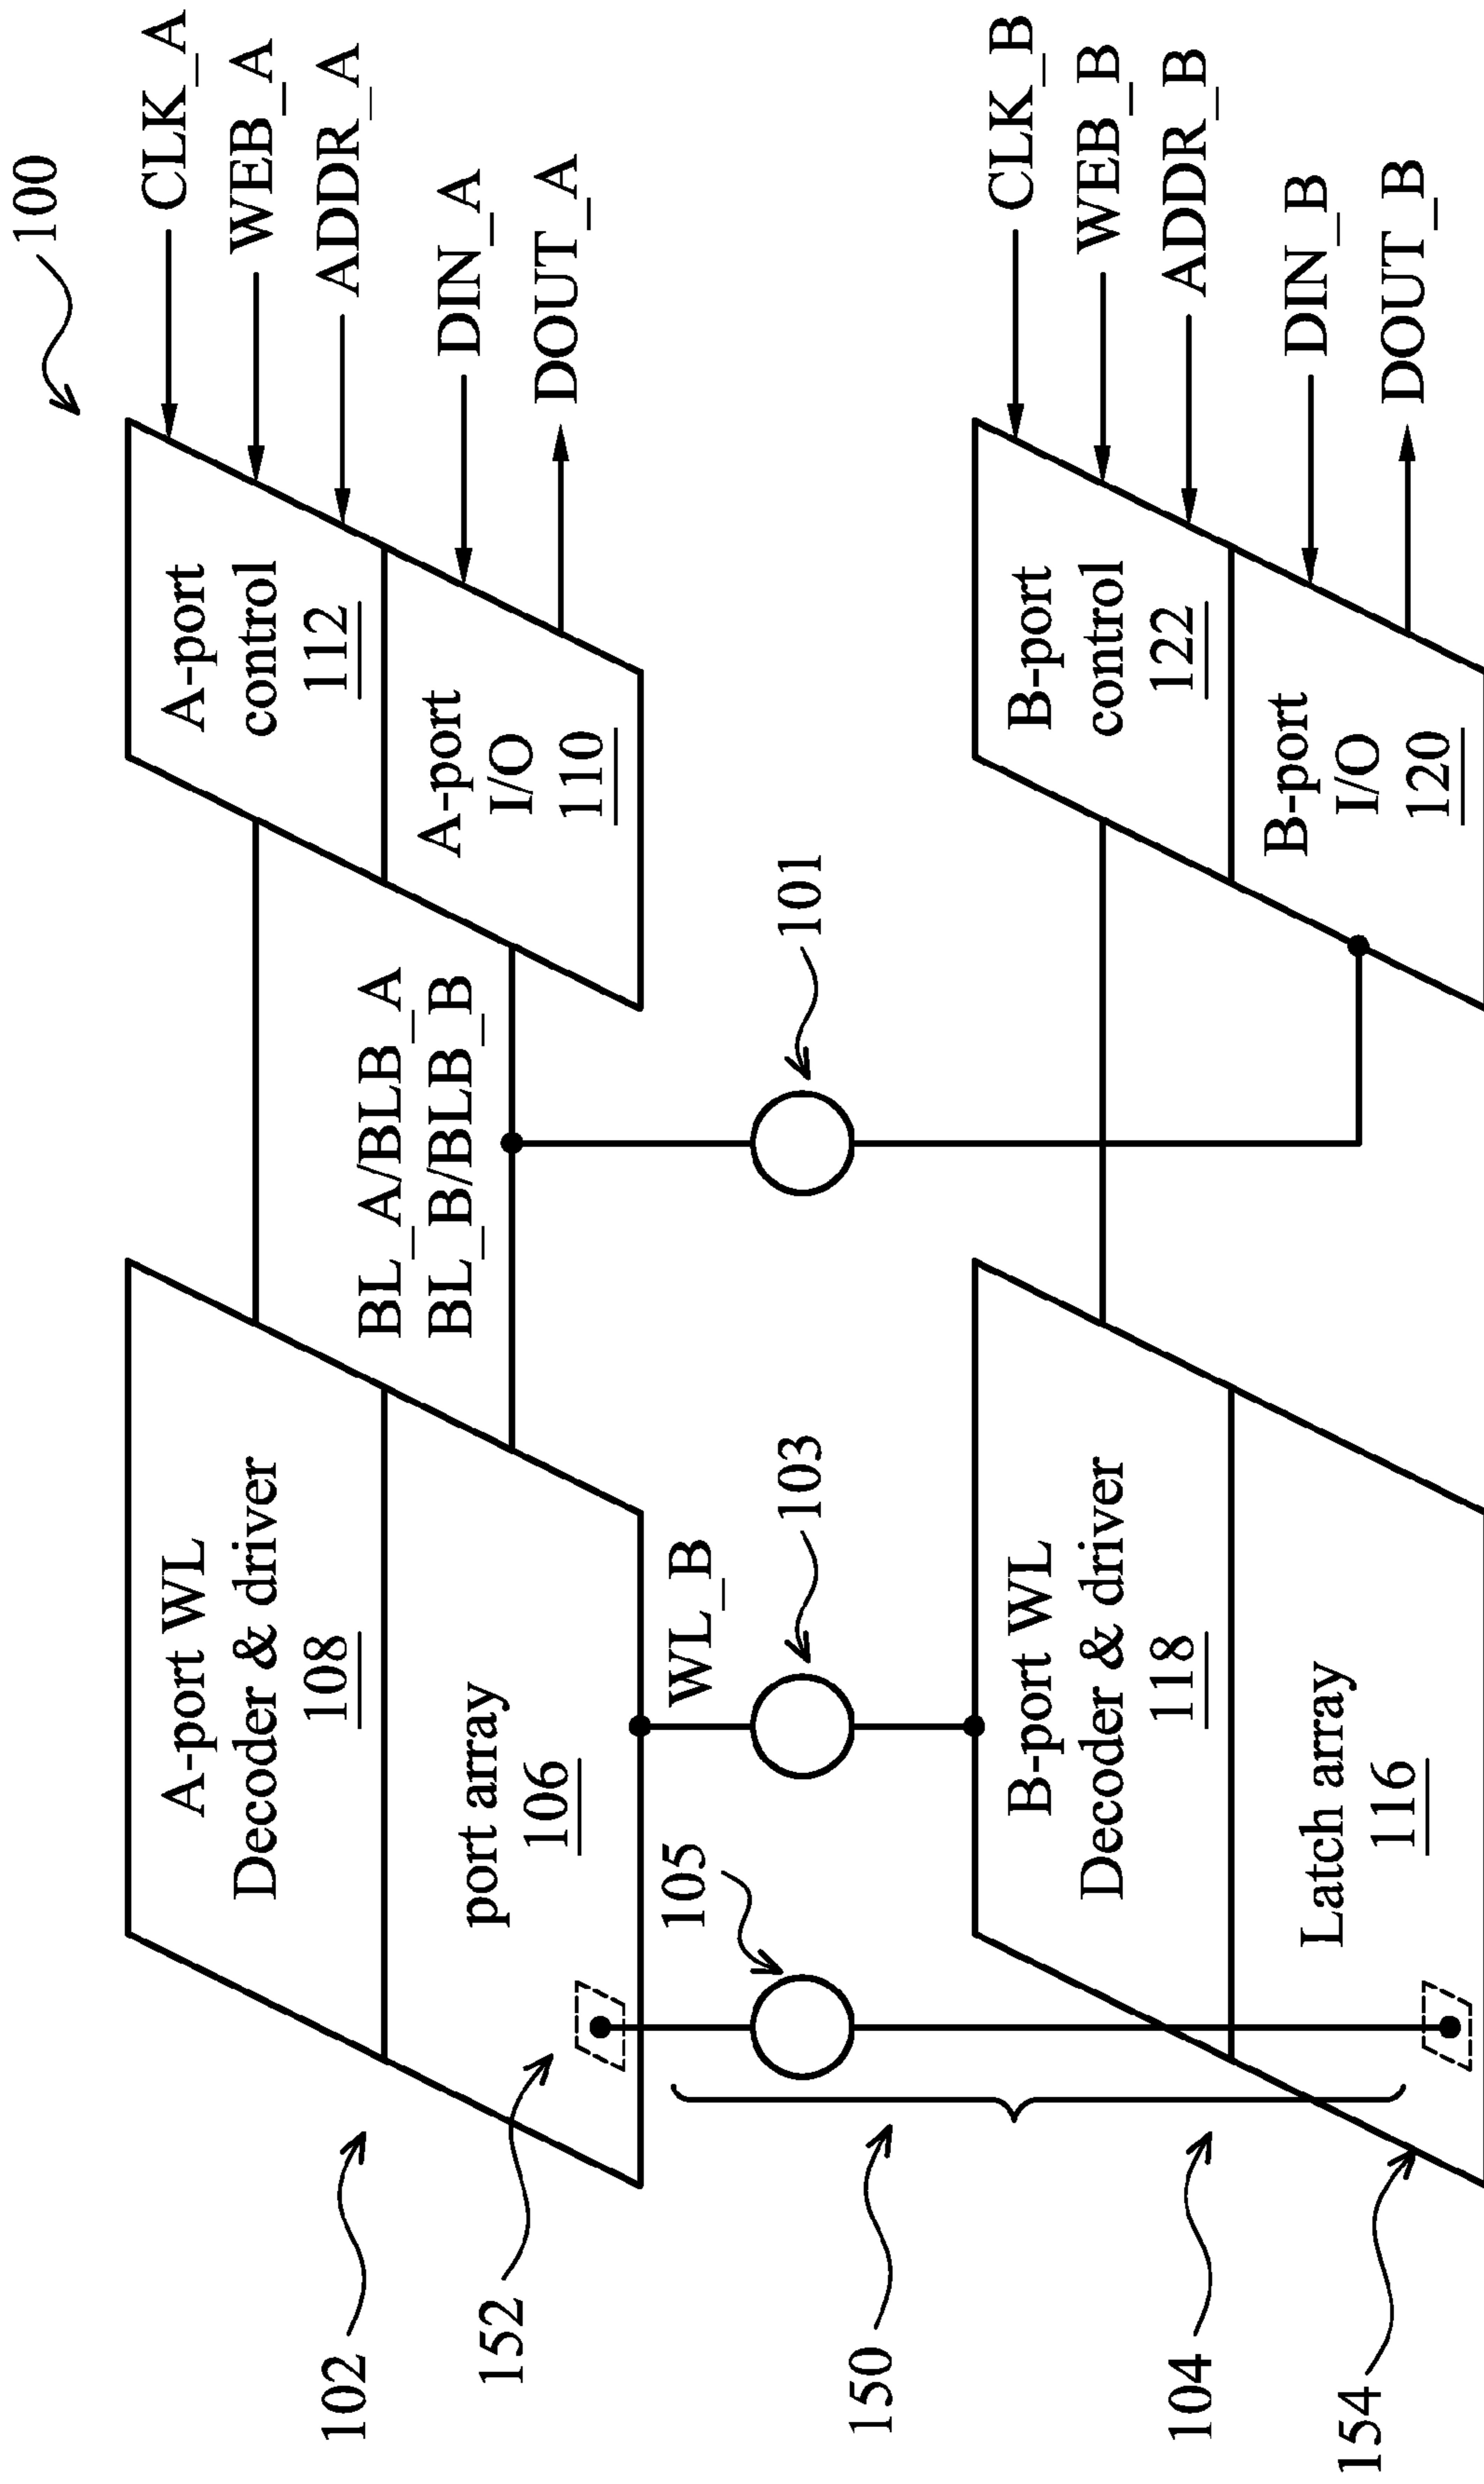 100
CLK_A
WEB_A
ADDR_A
DIN_A
DOUT_A
A-port
control
112
A-port
I/O
110
BL_A/BLB_A
BL_B/BLB_B
A-port WL
Decoder & driver
108
port array
106
102
152
105
WL_B
103
101
150
CLK_B
WEB_B
ADDR_B
DIN_B
DOUT_B
B-port
control
122
B-port
I/O
120
B-port WL
Decoder & driver
118
Latch array
116
104
154